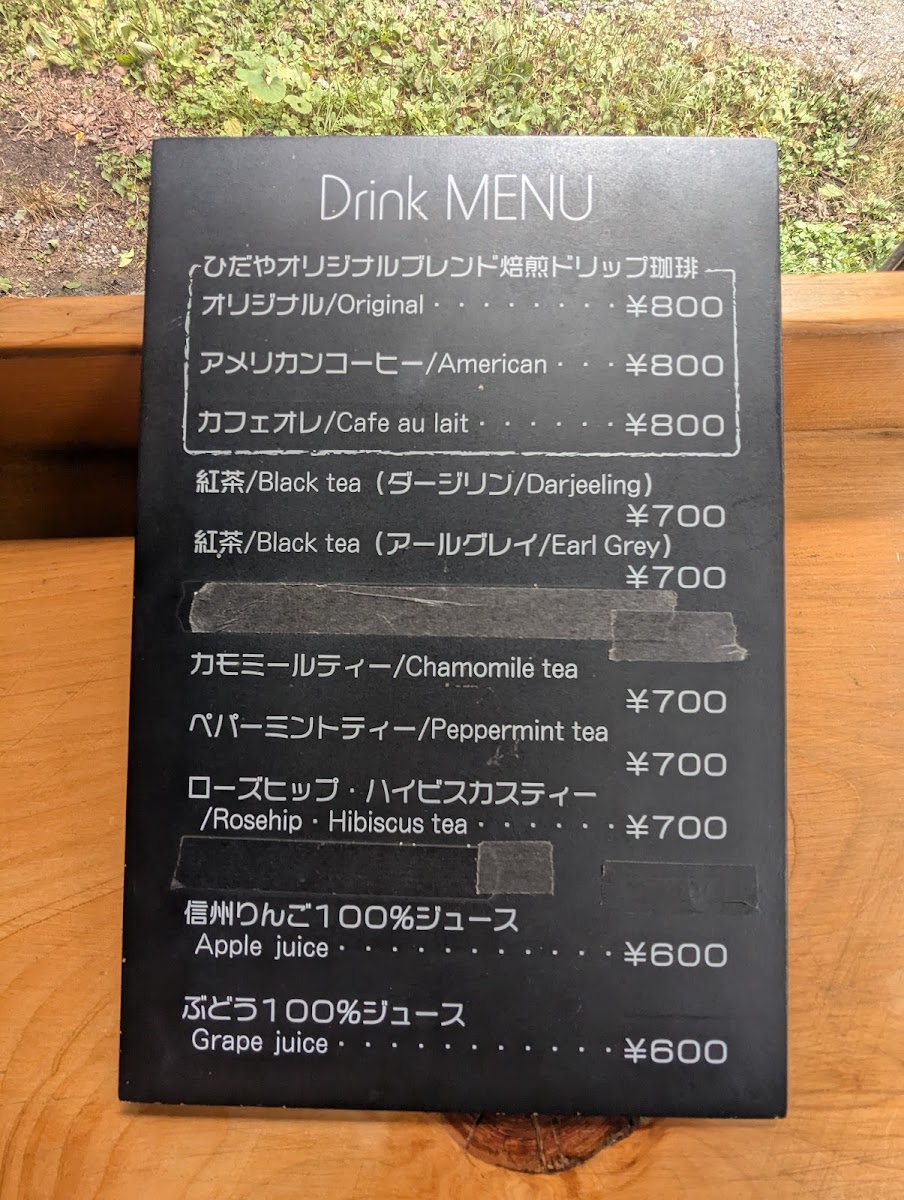 Drink MENU
ひだやオリジナルブレンド焙煎ドリップ珈琲
オリジナル/Original・・・・・・・・¥800
アメリカンコーヒー/American・・・¥800
カフェオレ/Cafe au lait・・・・・・¥800
紅茶/Black tea（ダージリン/Darjeeling）
¥700
紅茶/Black tea（アールグレイ/Earl Grey）
¥700
カモミールティー/Chamomile tea
¥700
ペパーミントティー/Peppermint tea
¥700
ローズヒップ・ハイビスカスティー
/Rosehip・Hibiscus tea・・・・・・¥700
信州りんご100%ジュース
Apple juice・・・・・・・・・・・¥600
ぶどう100%ジュース
Grape juice・・・・・・・・・・・¥600